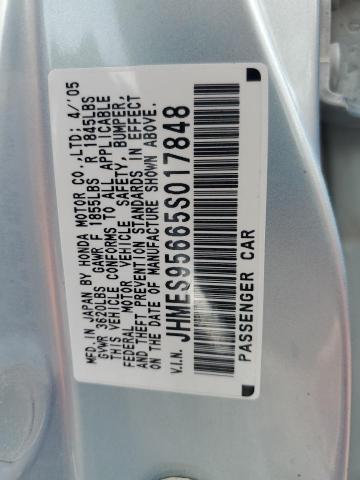 MFD. IN JAPAN BY HONDA MOTOR CO.,LTD; 4/'05
GVWR 3620LBS GAWR F 1855LBS R 1845LBS
THIS VEHICLE CONFORMS TO ALL APPLICABLE
FEDERAL MOTOR VEHICLE SAFETY, BUMPER,
AND THEFT PREVENTION STANDARDS IN EFFECT
ON THE DATE OF MANUFACTURE SHOWN ABOVE.
V.I.N. JHMES95665S017848
PASSENGER CAR